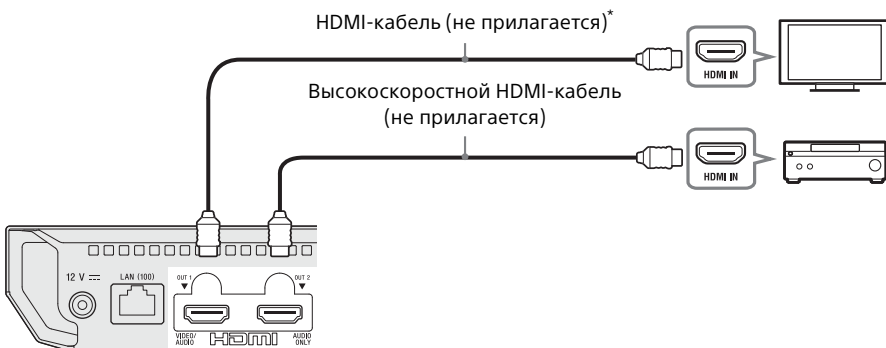 HDMI-кабель (не прилагается)*
HDMI IN
Высокоскоростной HDMI-кабель
(не прилагается)
HDMI IN
12 V
LAN (100)
OUT 1
OUT 2
VIDEO/
AUDIO
HDMI
AUDIO
ONLY